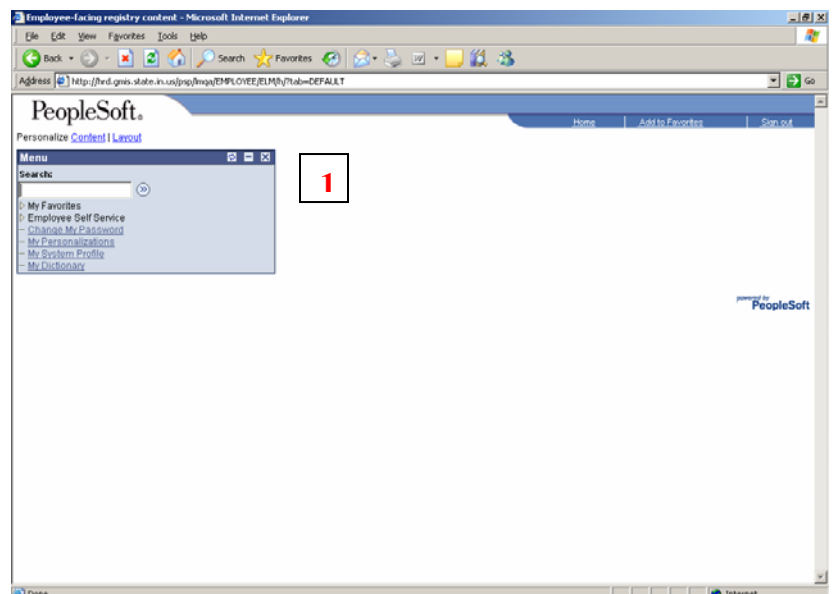 Employee-facing registry content - Microsoft Internet Explorer
File Edit View Favorites Tools Help
Back Search Favorites
Address http://hrd.gmis.state.in.us/psp/lmqa/EMPLOYEE/ELM/h/?tab=DEFAULT Go
PeopleSoft.
Home | Add to Favorites | Sign out
Personalize Content | Layout
Menu
Search:
1
My Favorites
Employee Self Service
– Change My Password
– My Personalizations
– My System Profile
– My Dictionary
powered by
PeopleSoft
Done Internet